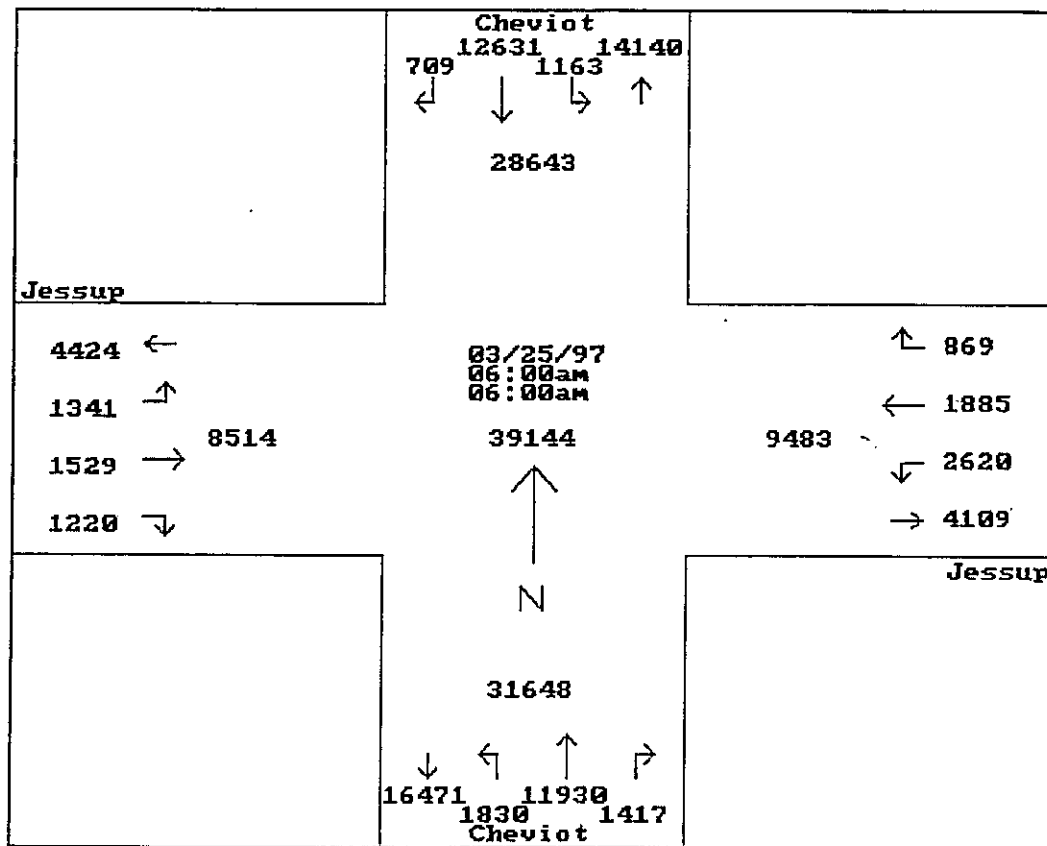 Cheviot
12631 14140
709 1163
28643
Jessup
4424
03/25/97
869
06:00am
1341
06:00am
1885
8514
39144
9483
1529
2620
1220
4109
N
Jessup
31648
16471 11930
1830 1417
Cheviot